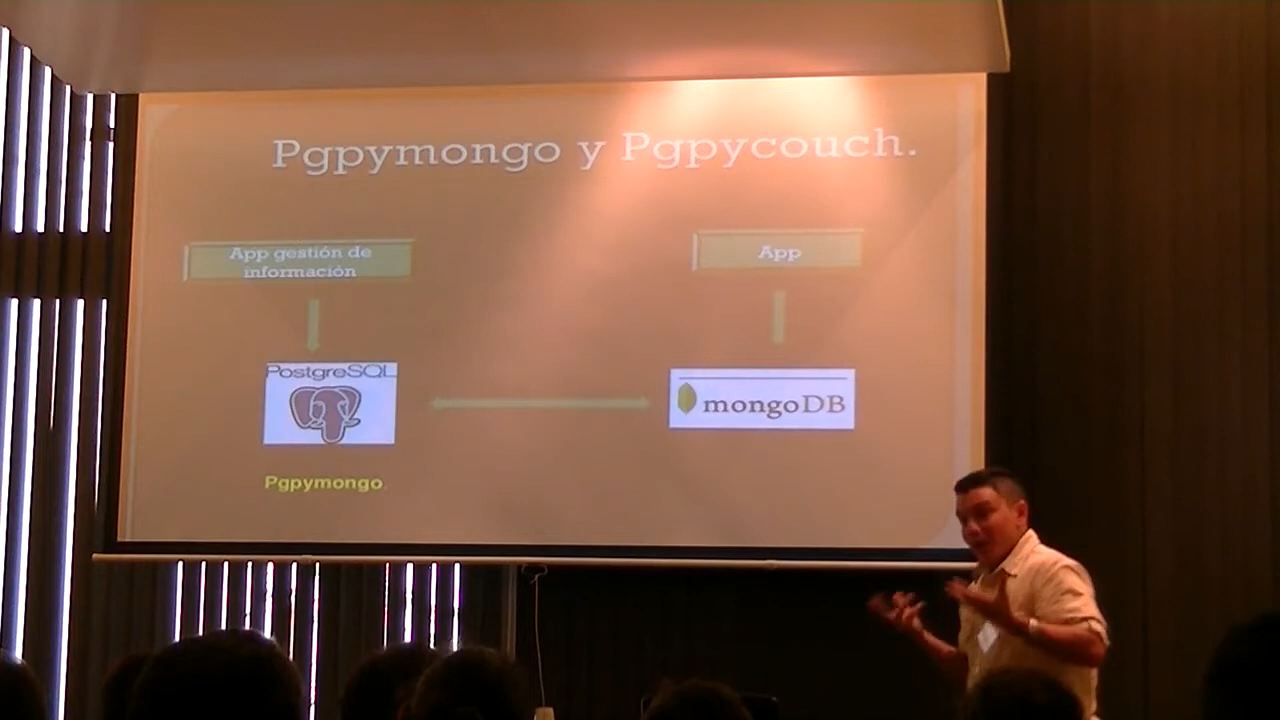 Pgpymongo y Pgpycouch.
App gestión de
información
App
PostgreSQL
mongoDB
Pgpymongo